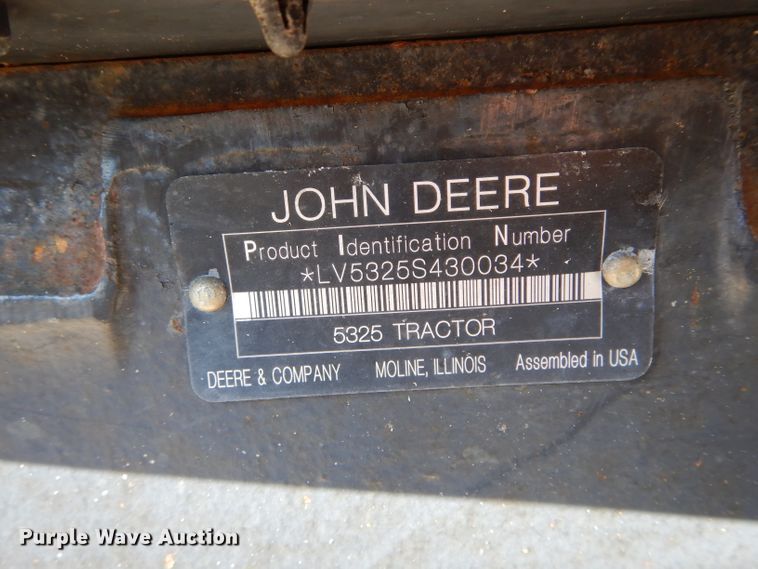 JOHN DEERE
Product Identification Number
*LV5325S430034*
5325 TRACTOR
DEERE & COMPANY MOLINE, ILLINOIS Assembled in USA
Purple Wave Auction